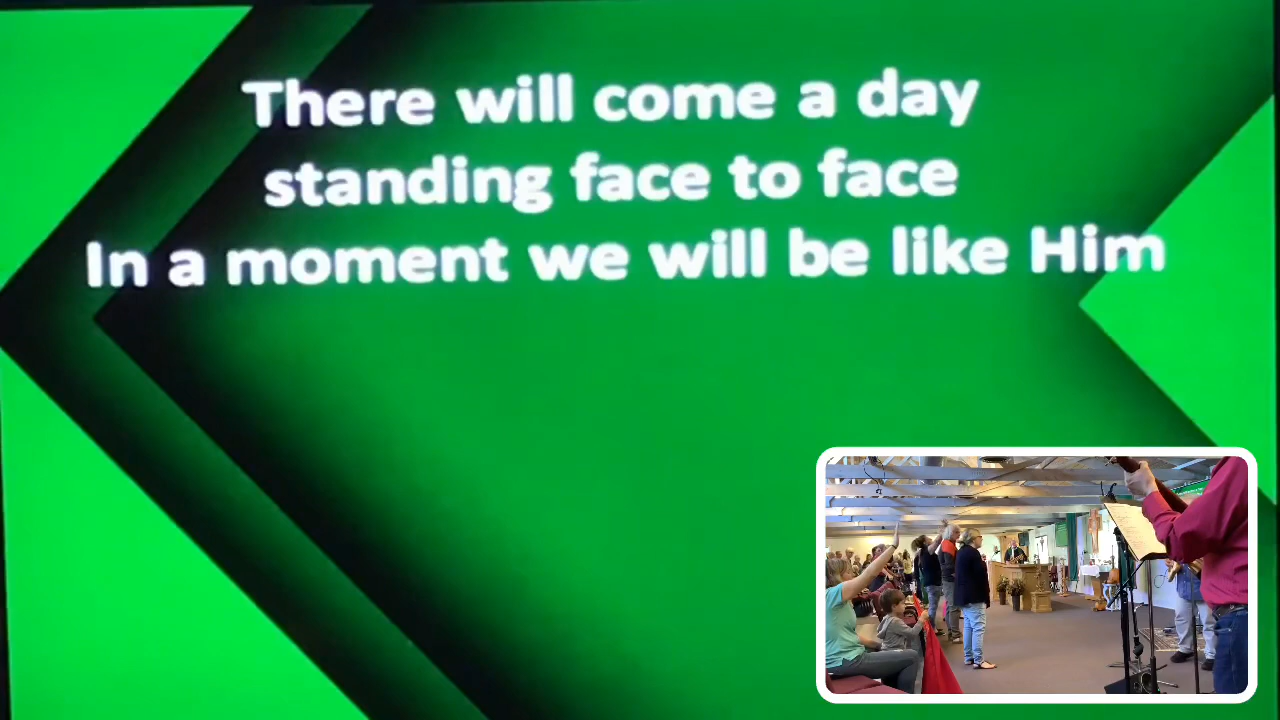 There will come a day
standing face to face
In a moment we will be like Him